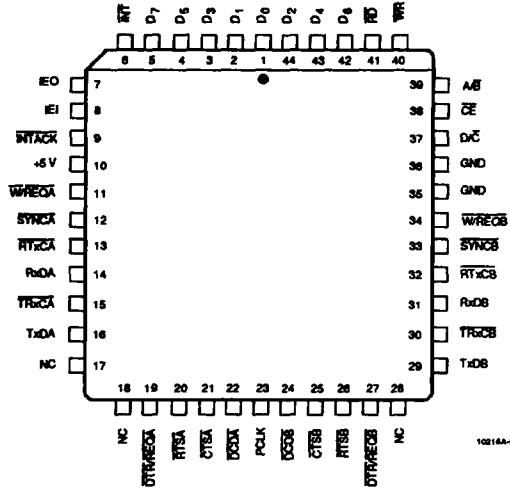 INT D7 D5 D3 D1 D0 D2 D4 D6 RD WR
6 5 4 3 2 1 44 43 42 41 40
IEO 7
IEI 8
INTACK 9
+5 V 10
W/REQA 11
SYNCA 12
RTxCA 13
RxDA 14
TRxCA 15
TxDA 16
NC 17
39 A/B
38 CE
37 D/C
36 GND
35 GND
34 W/REQB
33 SYNCB
32 RTxCB
31 RxDB
30 TRxCB
29 TxDB
18 19 20 21 22 23 24 25 26 27 28
NC DTR/REQA RTSA CTSA DCDA PCLK DCDB CTSB RTSB DTR/REQB NC